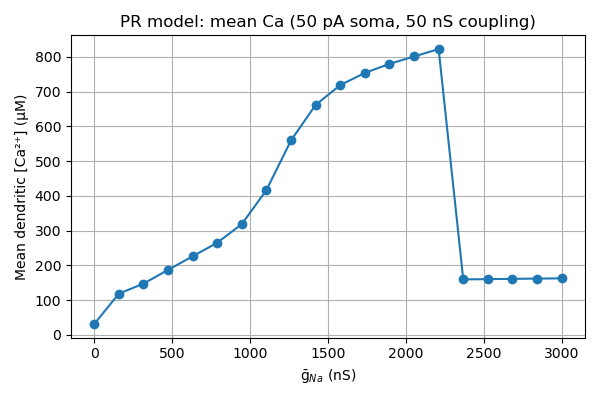 PR model: mean Ca (50 pA soma, 50 nS coupling)
Mean dendritic [Ca²⁺] (μM)
800
700
600
500
400
300
200
100
0
0 500 1000 1500 2000 2500 3000
ḡNa (nS)